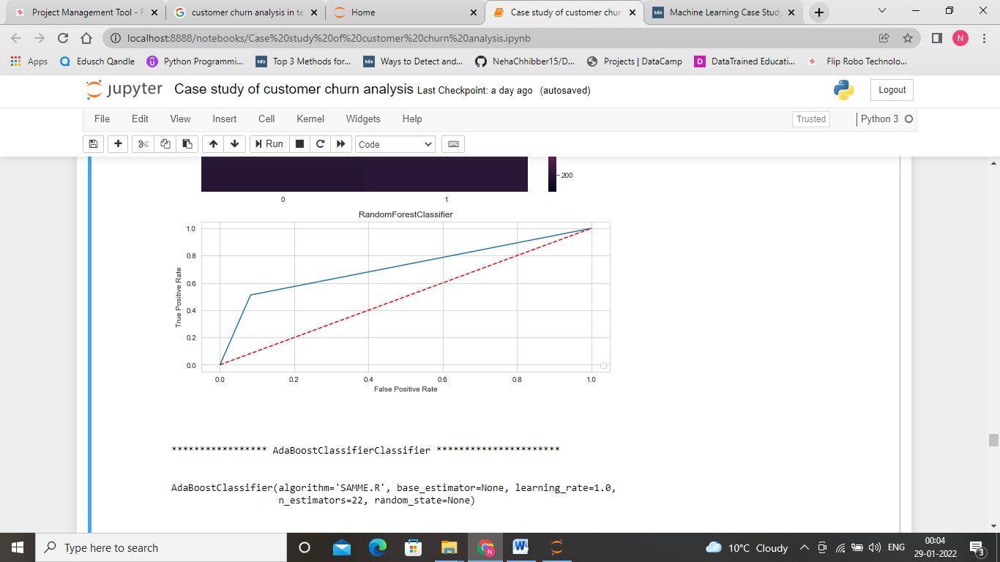 Project Management Tool - F
customer churn analysis in te
Home
Case study of customer churn
Machine Learning Case Study
localhost:8888/notebooks/Case%20study%20of%20customer%20churn%20analysis.ipynb
N
Apps
Edusch Qandle
Python Programmi...
tds Top 3 Methods for...
tds Ways to Detect and...
NehaChhibber15/D...
Projects | DataCamp
D DataTrained Educati...
Flip Robo Technolo...
jupyter Case study of customer churn analysis Last Checkpoint: a day ago (autosaved)
Logout
File Edit View Insert Cell Kernel Widgets Help
Trusted
Python 3
Run
Code
200
0 1
RandomForestClassifier
1.0
0.8
0.6
0.4
0.2
0.0
True Positive Rate
0.0 0.2 0.4 0.6 0.8 1.0
False Positive Rate
***************** AdaBoostClassifierClassifier **********************
AdaBoostClassifier(algorithm='SAMME.R', base_estimator=None, learning_rate=1.0,
n_estimators=22, random_state=None)
Type here to search
10°C Cloudy
ENG
00:04
29-01-2022
3